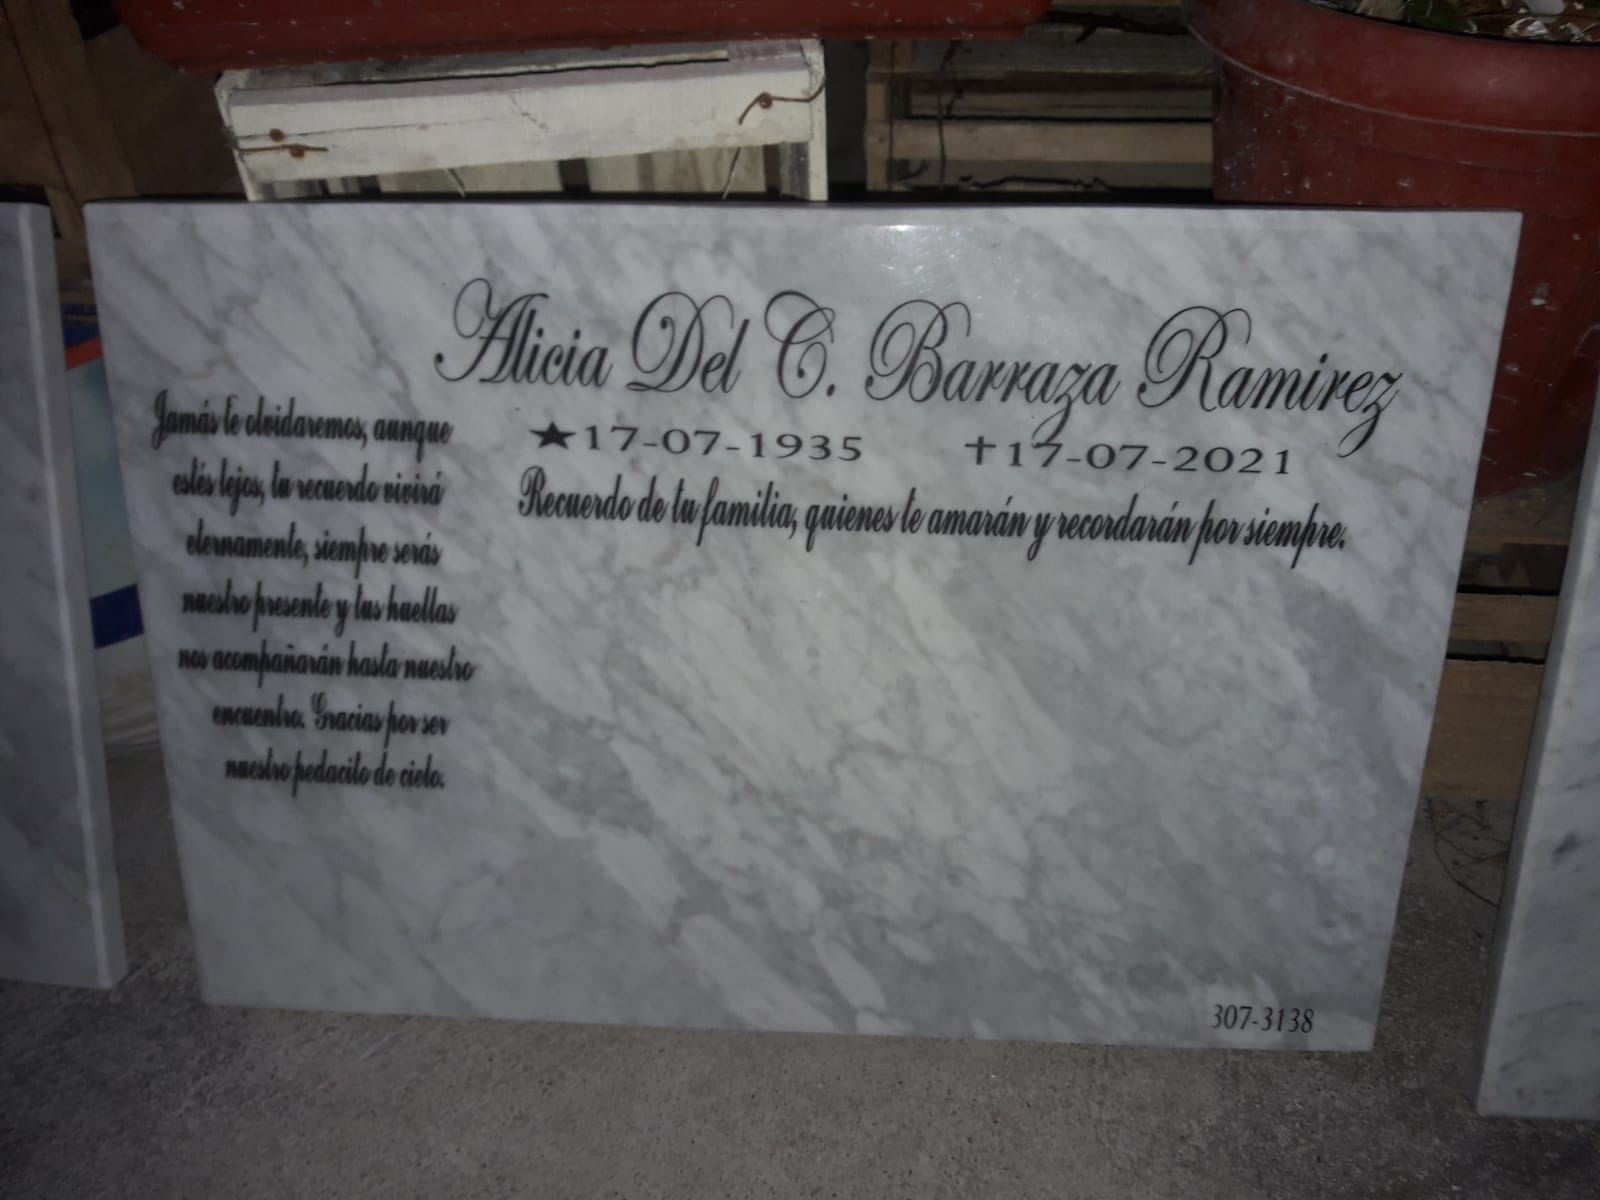 Alicia Del C. Barraza Ramirez
★17-07-1935 ✝17-07-2021
Recuerdo de tu familia, quienes te amarán y recordarán por siempre.
Jamás te olvidaremos, aunque
estés lejos, tu recuerdo vivirá
eternamente, siempre serás
nuestro presente y tus huellas
nos acompañarán hasta nuestro
encuentro. Gracias por ser
nuestro pedacito de cielo.
307-3138